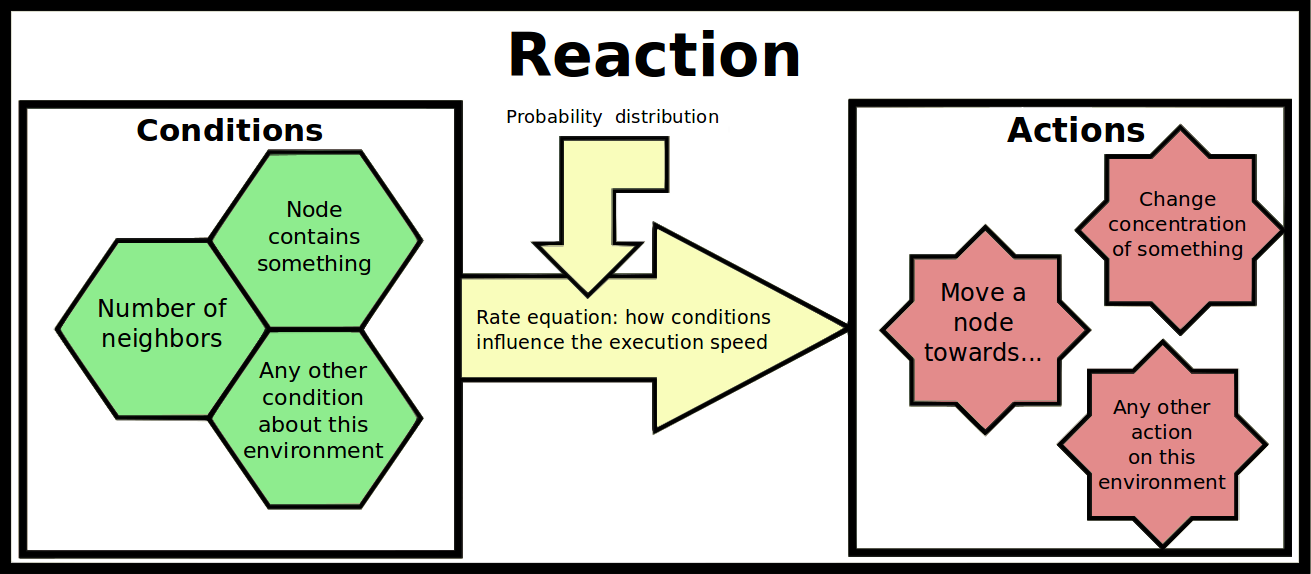 Reaction
Probability distribution
Conditions
Node
contains
something
Number of
neighbors
Any other
condition
about this
environment
Rate equation: how conditions
influence the execution speed
Actions
Change
concentration
of something
Move a
node
towards...
Any other
action
on this
environment